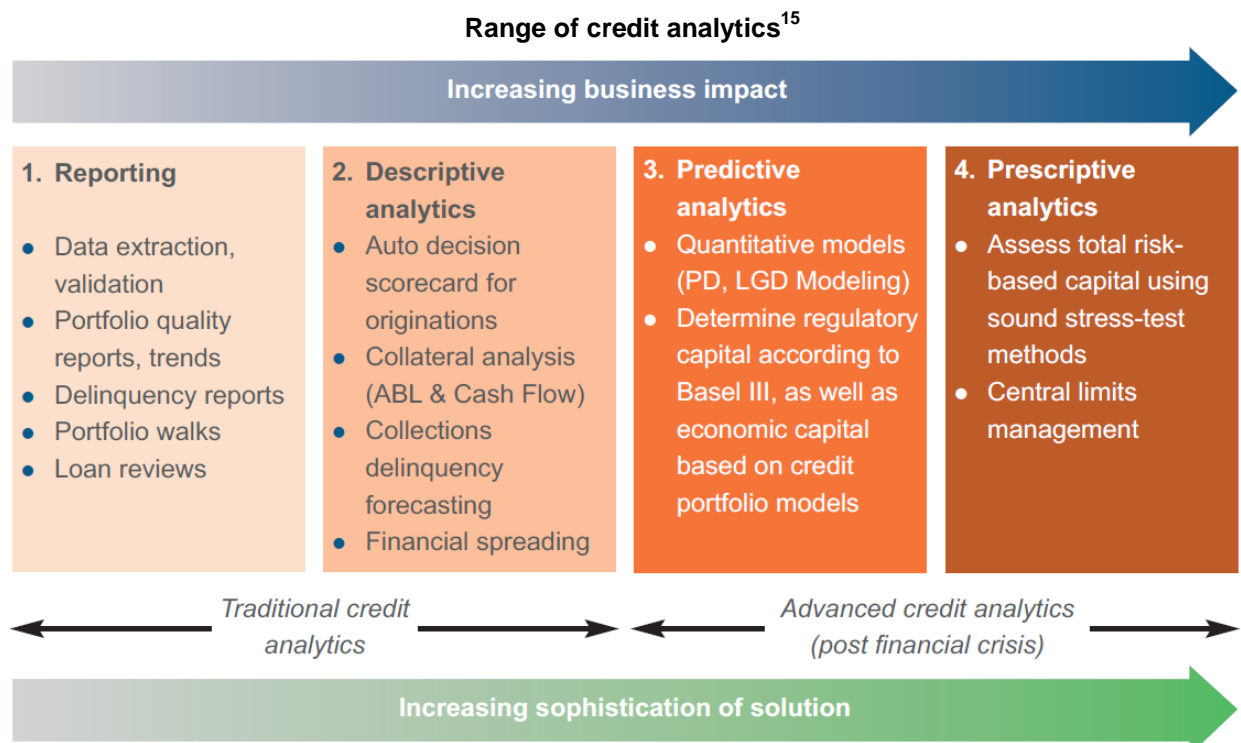 Range of credit analytics15
Increasing business impact
1. Reporting
● Data extraction,
validation
● Portfolio quality
reports, trends
● Delinquency reports
● Portfolio walks
● Loan reviews
2. Descriptive
analytics
● Auto decision
scorecard for
originations
● Collateral analysis
(ABL & Cash Flow)
● Collections
delinquency
forecasting
● Financial spreading
3. Predictive
analytics
● Quantitative models
(PD, LGD Modeling)
● Determine regulatory
capital according to
Basel III, as well as
economic capital
based on credit
portfolio models
4. Prescriptive
analytics
● Assess total risk-
based capital using
sound stress-test
methods
● Central limits
management
Traditional credit
analytics
Advanced credit analytics
(post financial crisis)
Increasing sophistication of solution